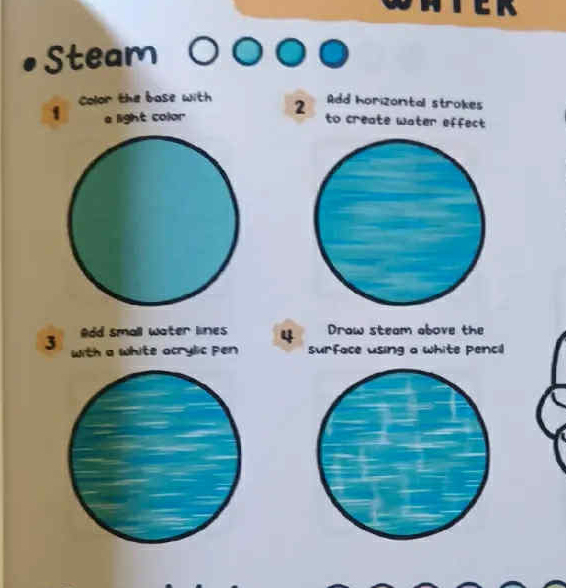 WATER
Steam
1
Color the base with
a light color
2
Add horizontal strokes
to create water effect
3
Add small water lines
with a white acrylic pen
4
Draw steam above the
surface using a white pencil